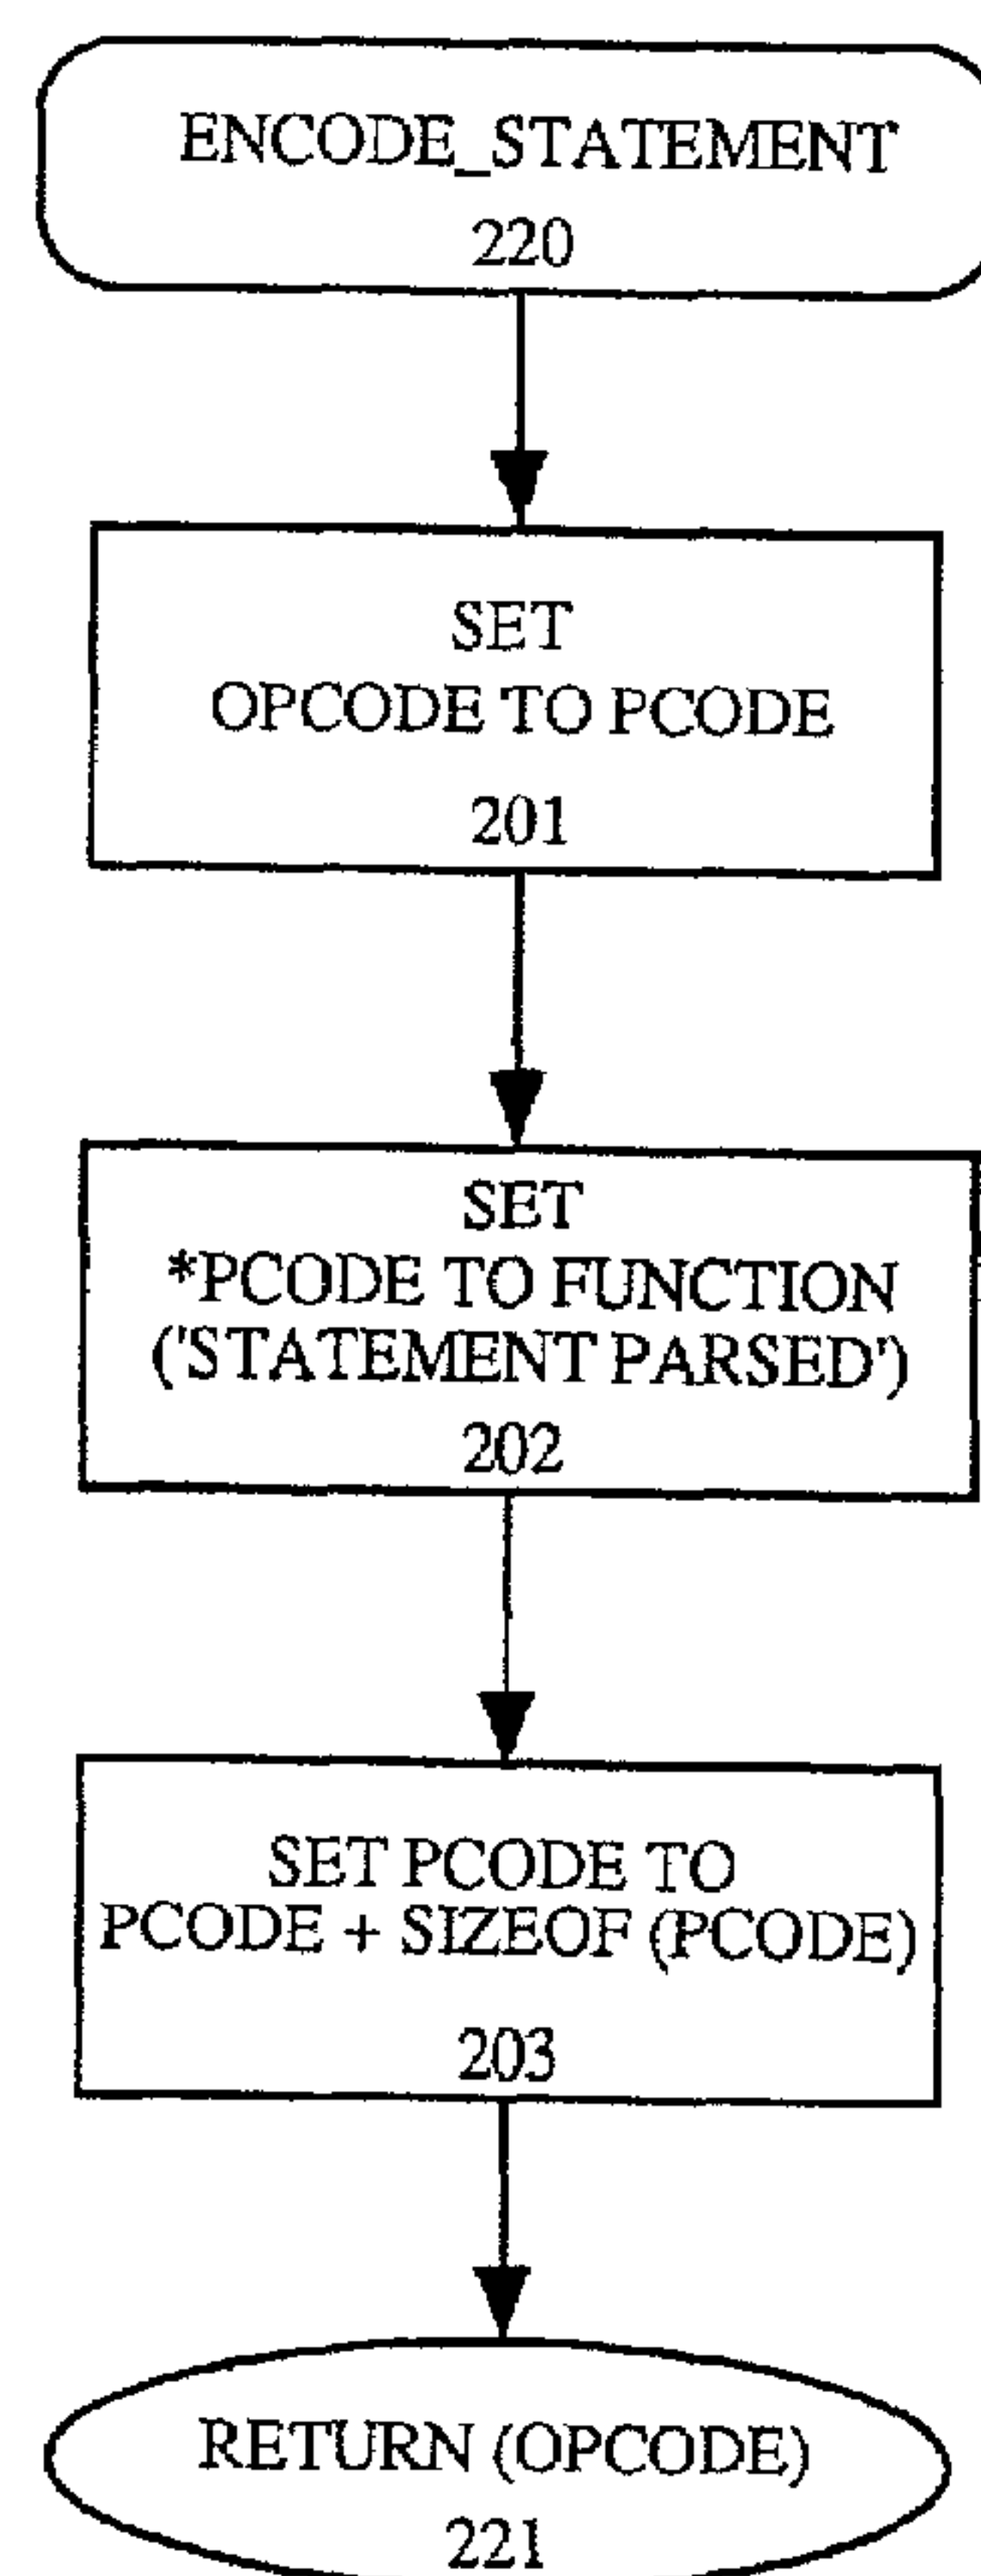 ENCODE_STATEMENT
220
SET
OPCODE TO PCODE
201
SET
*PCODE TO FUNCTION
('STATEMENT PARSED')
202
SET PCODE TO
PCODE + SIZEOF (PCODE)
203
RETURN (OPCODE)
221